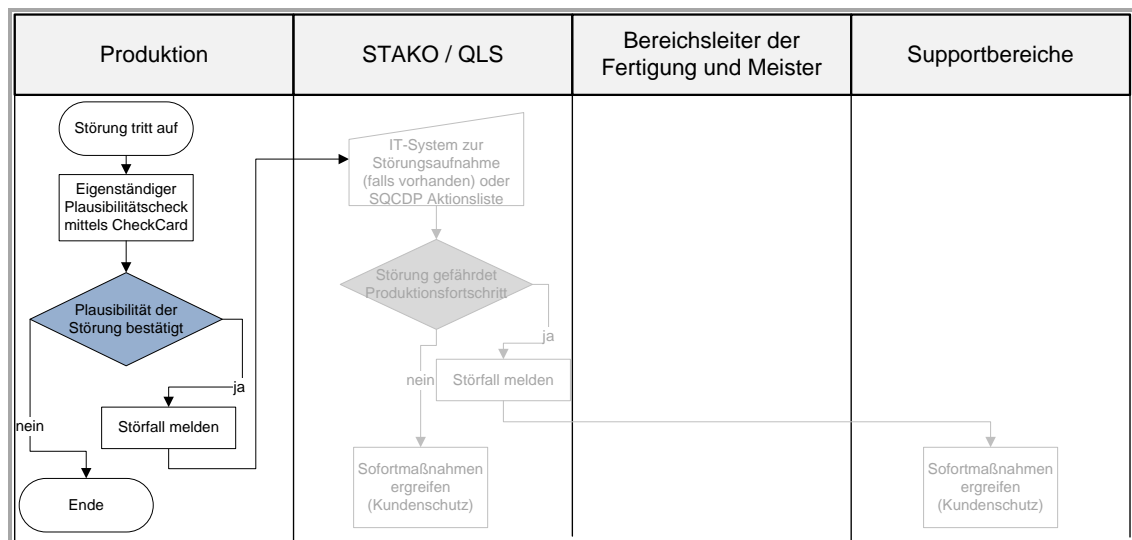 Produktion
STAKO / QLS
Bereichsleiter der
Fertigung und Meister
Supportbereiche
Störung tritt auf
Eigenständiger
Plausibilitätscheck
mittels CheckCard
Plausibilität der
Störung bestätigt
ja
nein
Störfall melden
Ende
IT-System zur
Störungsaufnahme
(falls vorhanden) oder
SQCDP Aktionsliste
Störung gefährdet
Produktionsfortschritt
ja
nein
Störfall melden
Sofortmaßnahmen
ergreifen
(Kundenschutz)
Sofortmaßnahmen
ergreifen
(Kundenschutz)